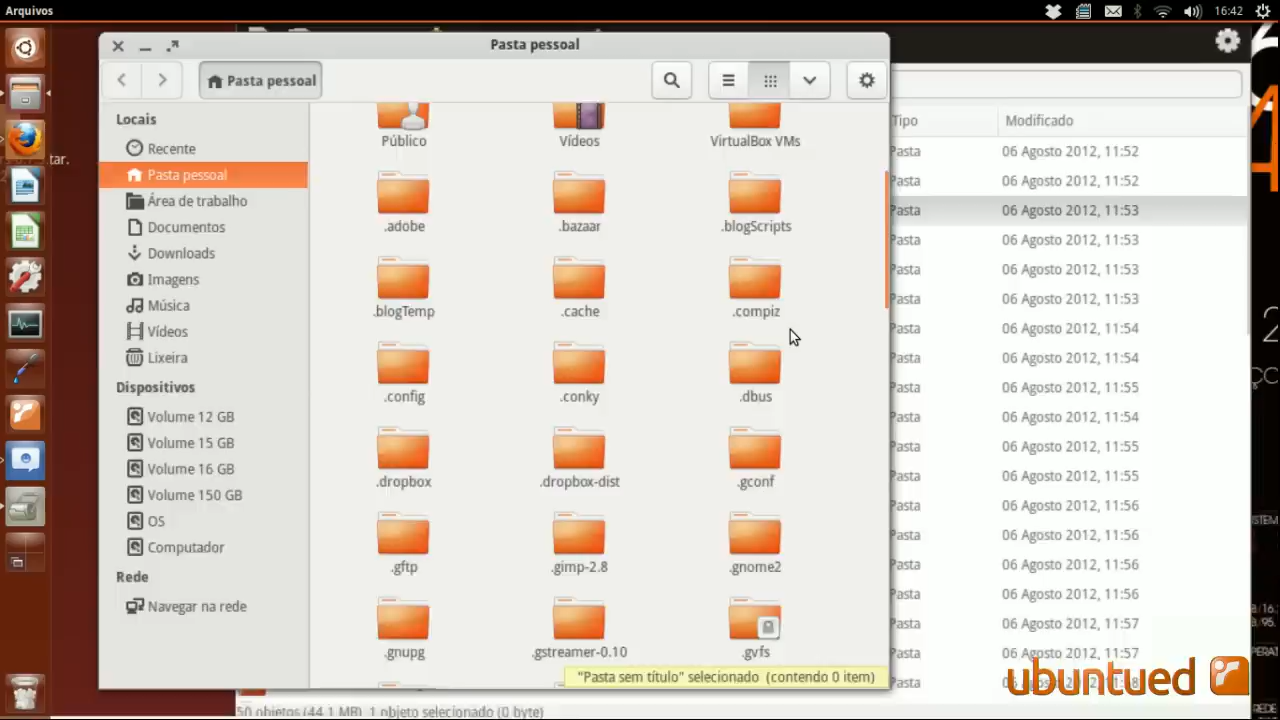 Arquivos
16:42
Pasta pessoal
Pasta pessoal
Locais
Recente
Pasta pessoal
Área de trabalho
Documentos
Downloads
Imagens
Música
Vídeos
Lixeira
Dispositivos
Volume 12 GB
Volume 15 GB
Volume 16 GB
Volume 150 GB
OS
Computador
Rede
Navegar na rede
Público
Vídeos
VirtualBox VMs
.adobe
.bazaar
.blogScripts
.blogTemp
.cache
.compiz
.config
.conky
.dbus
.dropbox
.dropbox-dist
.gconf
.gftp
.gimp-2.8
.gnome2
.gnupg
.gstreamer-0.10
.gvfs
"Pasta sem título" selecionado (contendo 0 item)
tar.
Tipo Modificado
Pasta 06 Agosto 2012, 11:52
Pasta 06 Agosto 2012, 11:52
Pasta 06 Agosto 2012, 11:53
Pasta 06 Agosto 2012, 11:53
Pasta 06 Agosto 2012, 11:53
Pasta 06 Agosto 2012, 11:53
Pasta 06 Agosto 2012, 11:54
Pasta 06 Agosto 2012, 11:54
Pasta 06 Agosto 2012, 11:55
Pasta 06 Agosto 2012, 11:54
Pasta 06 Agosto 2012, 11:55
Pasta 06 Agosto 2012, 11:55
Pasta 06 Agosto 2012, 11:56
Pasta 06 Agosto 2012, 11:56
Pasta 06 Agosto 2012, 11:56
Pasta 06 Agosto 2012, 11:56
Pasta 06 Agosto 2012, 11:57
Pasta 06 Agosto 2012, 11:57
Pasta
50 objetos (44,1 MB), 1 objeto selecionado (0 byte)
ubuntued